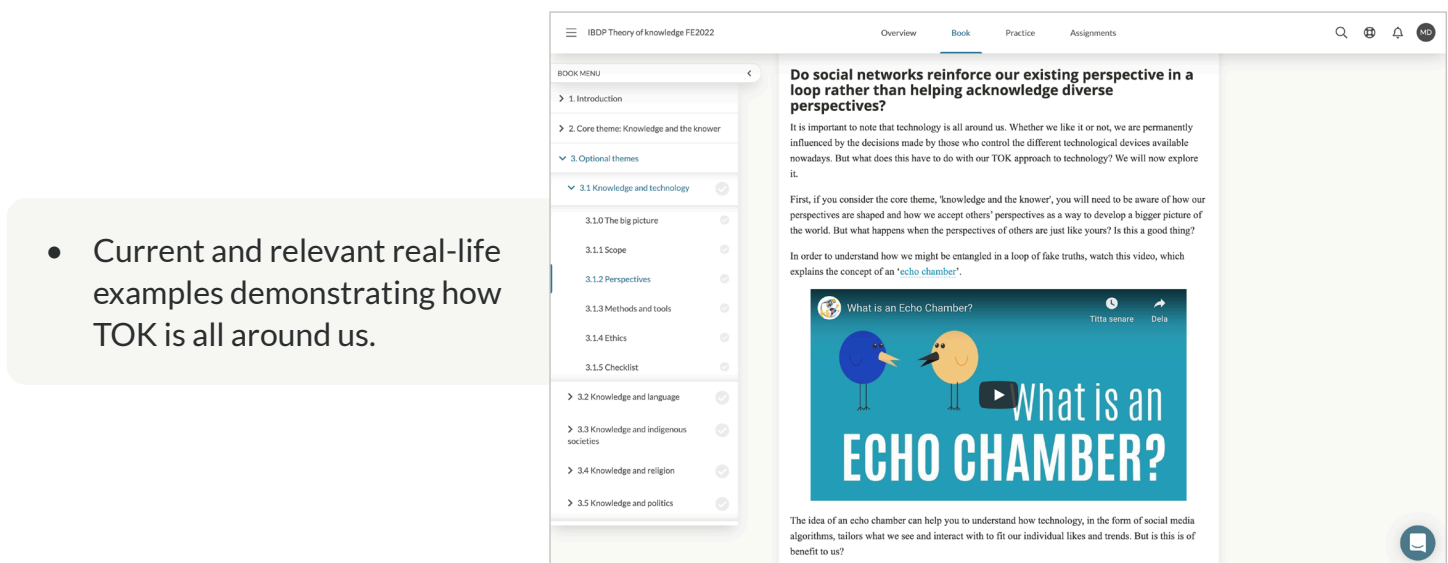 ● Current and relevant real-life
examples demonstrating how
TOK is all around us.
IBDP Theory of knowledge FE2022
Overview Book Practice Assignments
MD
BOOK MENU
1. Introduction
2. Core theme: Knowledge and the knower
3. Optional themes
3.1 Knowledge and technology
3.1.0 The big picture
3.1.1 Scope
3.1.2 Perspectives
3.1.3 Methods and tools
3.1.4 Ethics
3.1.5 Checklist
3.2 Knowledge and language
3.3 Knowledge and indigenous
societies
3.4 Knowledge and religion
3.5 Knowledge and politics
Do social networks reinforce our existing perspective in a
loop rather than helping acknowledge diverse
perspectives?
It is important to note that technology is all around us. Whether we like it or not, we are permanently
influenced by the decisions made by those who control the different technological devices available
nowadays. But what does this have to do with our TOK approach to technology? We will now explore
it.
First, if you consider the core theme, 'knowledge and the knower', you will need to be aware of how our
perspectives are shaped and how we accept others' perspectives as a way to develop a bigger picture of
the world. But what happens when the perspectives of others are just like yours? Is this a good thing?
In order to understand how we might be entangled in a loop of fake truths, watch this video, which
explains the concept of an 'echo chamber'.
What is an Echo Chamber?
Titta senare Dela
What is an
ECHO CHAMBER?
The idea of an echo chamber can help you to understand how technology, in the form of social media
algorithms, tailors what we see and interact with to fit our individual likes and trends. But is this is of
benefit to us?